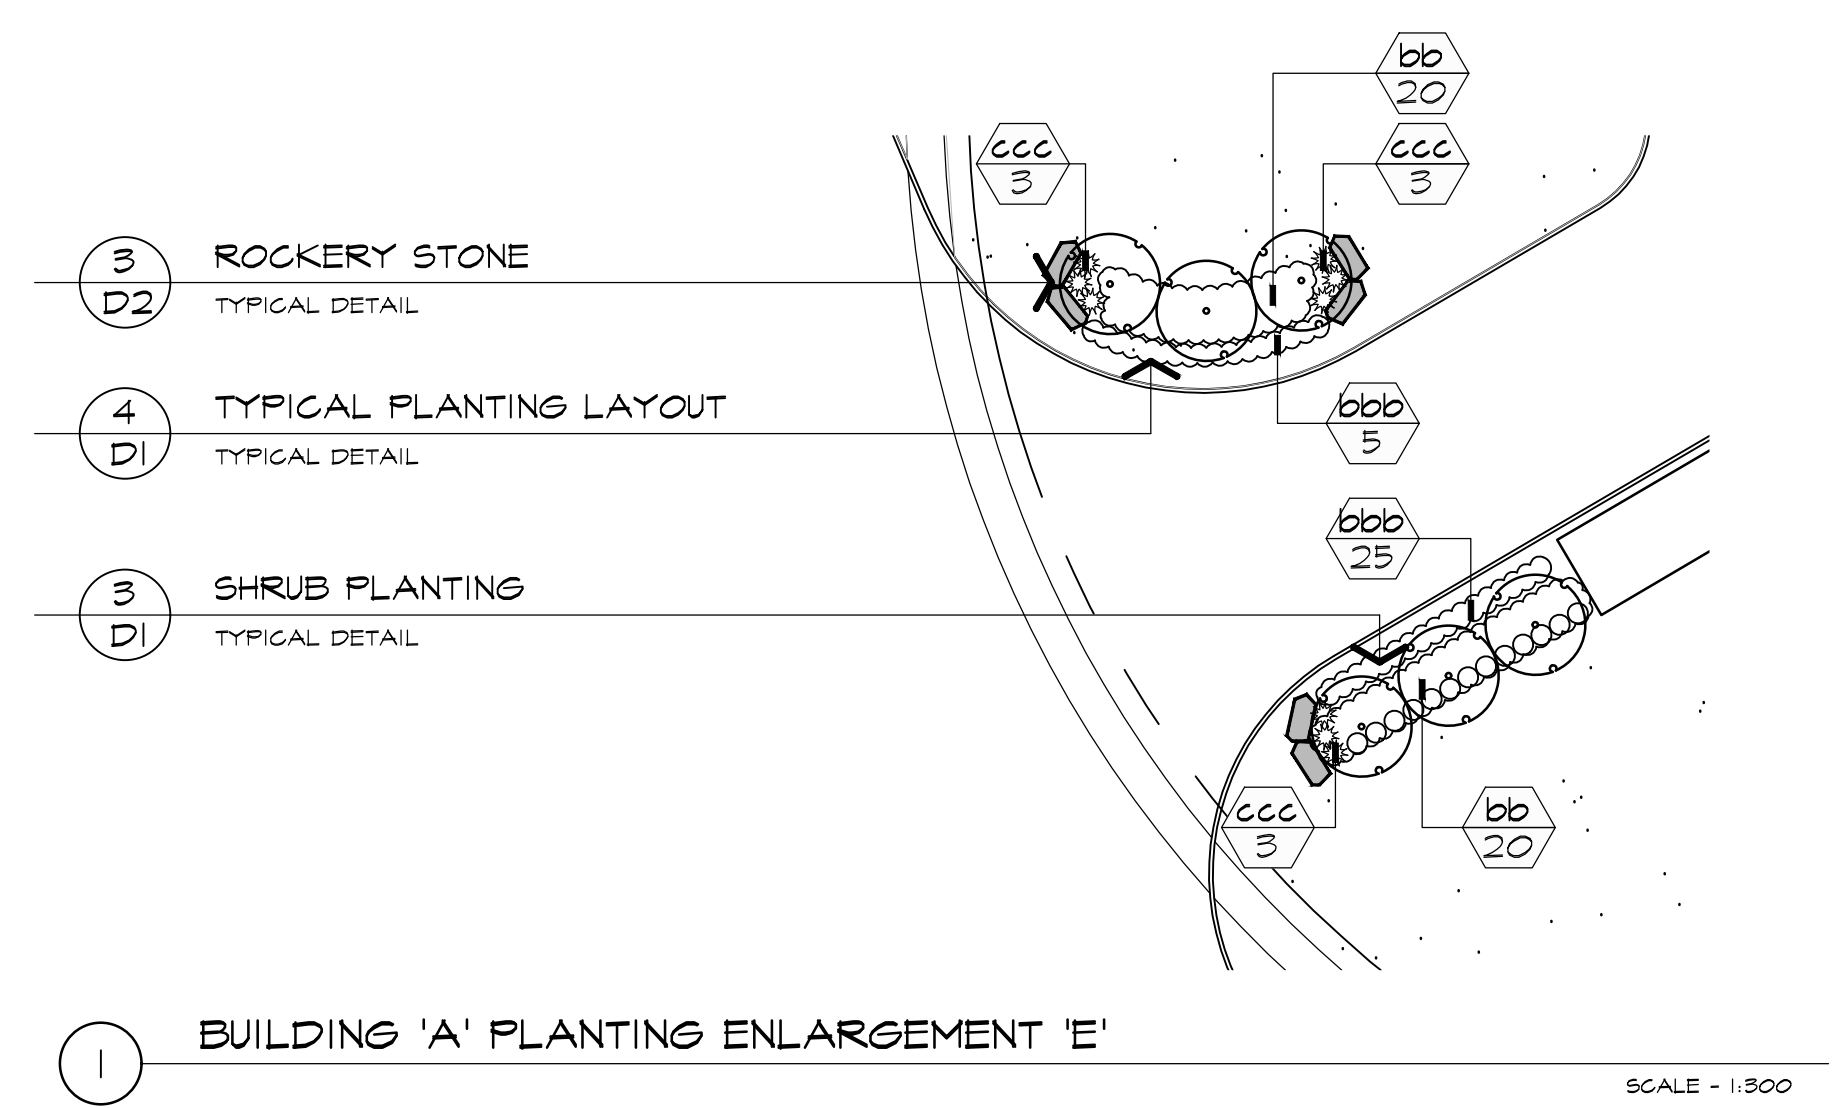 bb
20
ccc
3
ccc
3
3
D2
ROCKERY STONE
TYPICAL DETAIL
4
D1
TYPICAL PLANTING LAYOUT
TYPICAL DETAIL
bbb
5
bbb
25
3
D1
SHRUB PLANTING
TYPICAL DETAIL
ccc
3
bb
20
1
BUILDING 'A' PLANTING ENLARGEMENT 'E'
SCALE - 1:300